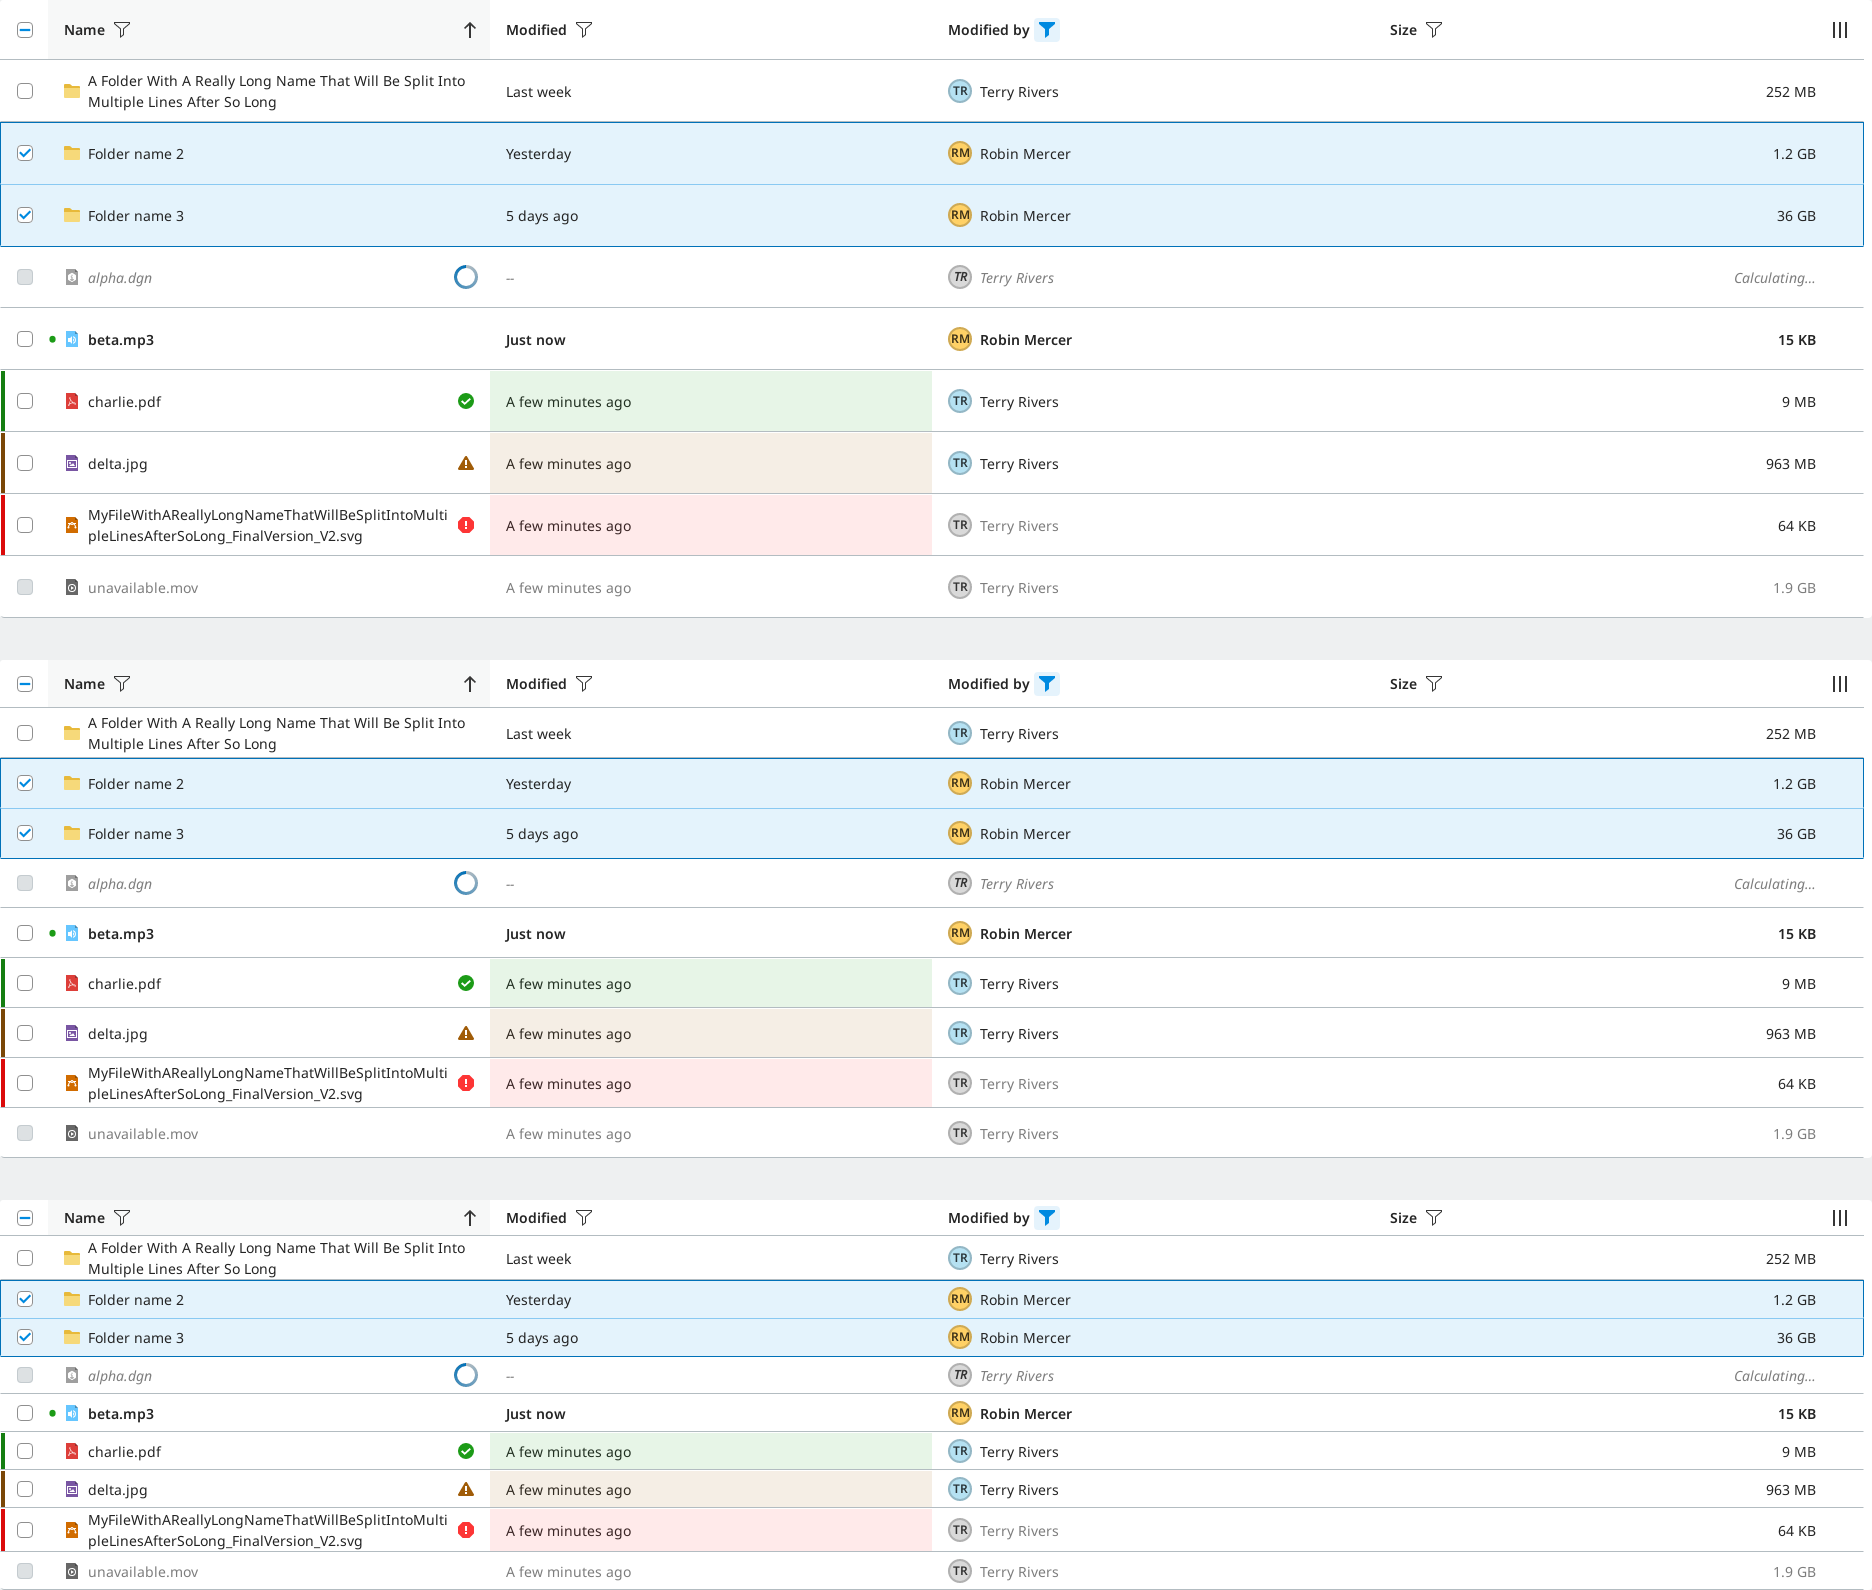 Name Modified Modified by Size
A Folder With A Really Long Name That Will Be Split Into
Multiple Lines After So Long
Last week TR Terry Rivers 252 MB
Folder name 2 Yesterday RM Robin Mercer 1.2 GB
Folder name 3 5 days ago RM Robin Mercer 36 GB
alpha.dgn -- TR Terry Rivers Calculating...
beta.mp3 Just now RM Robin Mercer 15 KB
charlie.pdf A few minutes ago TR Terry Rivers 9 MB
delta.jpg A few minutes ago TR Terry Rivers 963 MB
MyFileWithAReallyLongNameThatWillBeSplitIntoMulti
pleLinesAfterSoLong_FinalVersion_V2.svg
A few minutes ago TR Terry Rivers 64 KB
unavailable.mov A few minutes ago TR Terry Rivers 1.9 GB
Name Modified Modified by Size
A Folder With A Really Long Name That Will Be Split Into
Multiple Lines After So Long
Last week TR Terry Rivers 252 MB
Folder name 2 Yesterday RM Robin Mercer 1.2 GB
Folder name 3 5 days ago RM Robin Mercer 36 GB
alpha.dgn -- TR Terry Rivers Calculating...
beta.mp3 Just now RM Robin Mercer 15 KB
charlie.pdf A few minutes ago TR Terry Rivers 9 MB
delta.jpg A few minutes ago TR Terry Rivers 963 MB
MyFileWithAReallyLongNameThatWillBeSplitIntoMulti
pleLinesAfterSoLong_FinalVersion_V2.svg
A few minutes ago TR Terry Rivers 64 KB
unavailable.mov A few minutes ago TR Terry Rivers 1.9 GB
Name Modified Modified by Size
A Folder With A Really Long Name That Will Be Split Into
Multiple Lines After So Long
Last week TR Terry Rivers 252 MB
Folder name 2 Yesterday RM Robin Mercer 1.2 GB
Folder name 3 5 days ago RM Robin Mercer 36 GB
alpha.dgn -- TR Terry Rivers Calculating...
beta.mp3 Just now RM Robin Mercer 15 KB
charlie.pdf A few minutes ago TR Terry Rivers 9 MB
delta.jpg A few minutes ago TR Terry Rivers 963 MB
MyFileWithAReallyLongNameThatWillBeSplitIntoMulti
pleLinesAfterSoLong_FinalVersion_V2.svg
A few minutes ago TR Terry Rivers 64 KB
unavailable.mov A few minutes ago TR Terry Rivers 1.9 GB